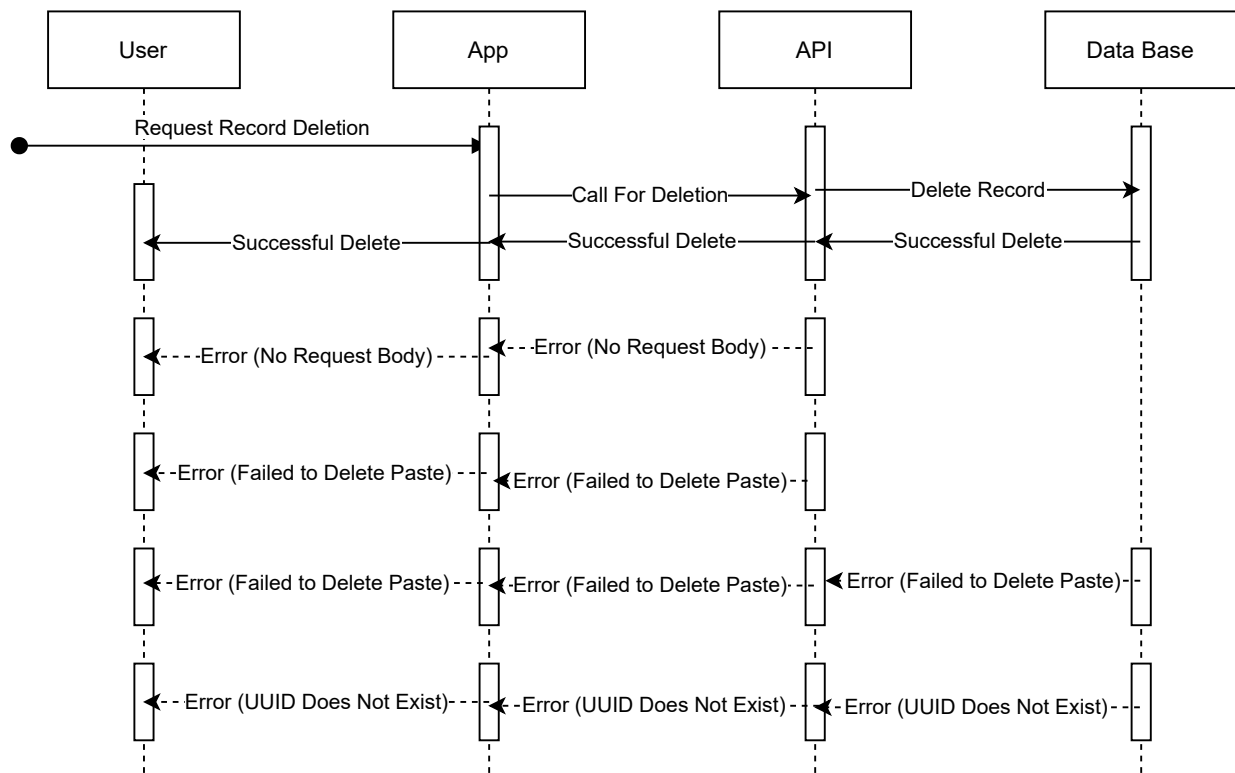 User
App
API
Data Base
Request Record Deletion
Call For Deletion
Delete Record
Successful Delete
Successful Delete
Successful Delete
Error (No Request Body)
Error (No Request Body)
Error (Failed to Delete Paste)
Error (Failed to Delete Paste)
Error (Failed to Delete Paste)
Error (Failed to Delete Paste)
Error (Failed to Delete Paste)
Error (UUID Does Not Exist)
Error (UUID Does Not Exist)
Error (UUID Does Not Exist)